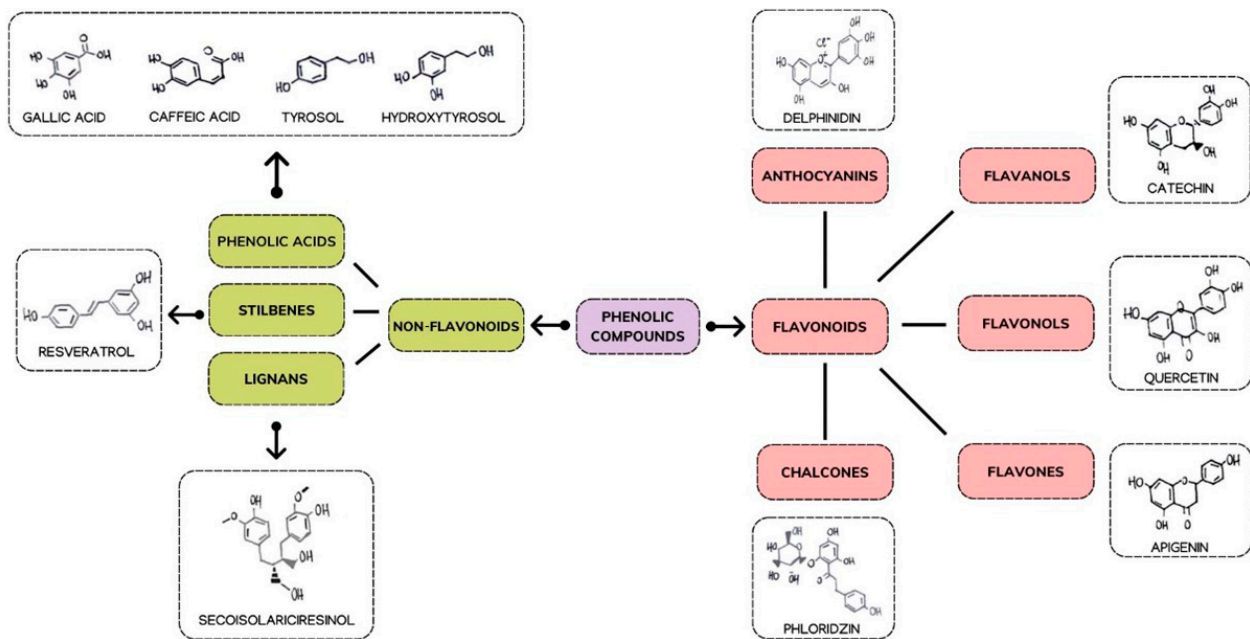 GALLIC ACID
CAFFEIC ACID
TYROSOL
HYDROXYTYROSOL
DELPHINIDIN
CATECHIN
ANTHOCYANINS
FLAVANOLS
PHENOLIC ACIDS
STILBENES
LIGNANS
RESVERATROL
NON-FLAVONOIDS
PHENOLIC
COMPOUNDS
FLAVONOIDS
FLAVONOLS
QUERCETIN
CHALCONES
FLAVONES
APIGENIN
SECOISOLARICIRESINOL
PHLORIDZIN